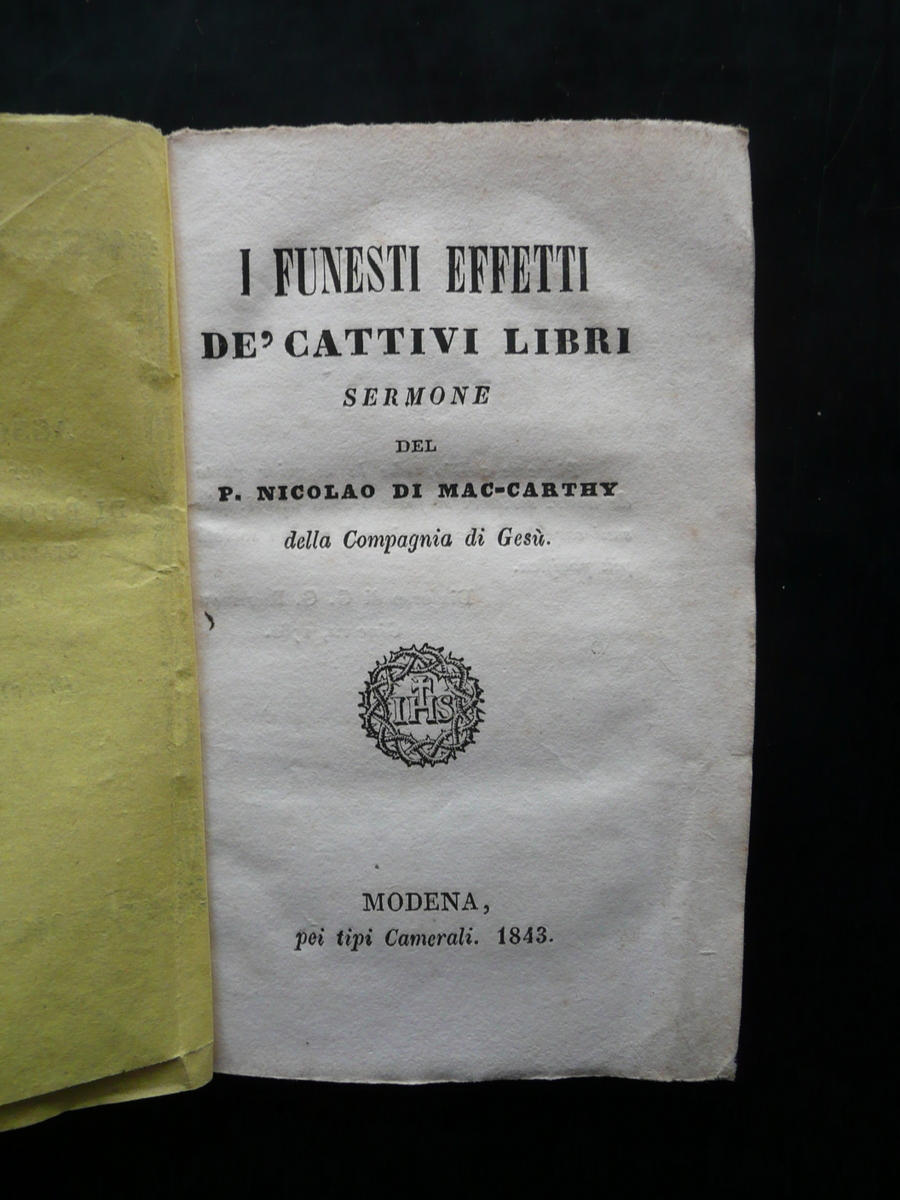 I FUNESTI EFFETTI
DE' CATTIVI LIBRI
SERMONE
DEL
P. NICOLAO DI MAC-CARTHY
della Compagnia di Gesù.
IHS
MODENA,
pei tipi Camerali. 1843.